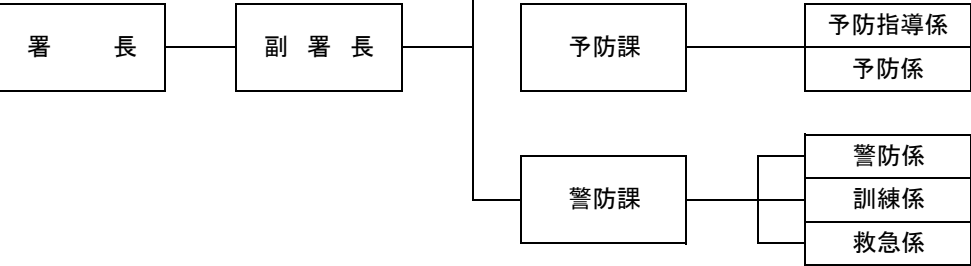 署　　長
副 署 長
予防課
予防指導係
予防係
警防課
警防係
訓練係
救急係